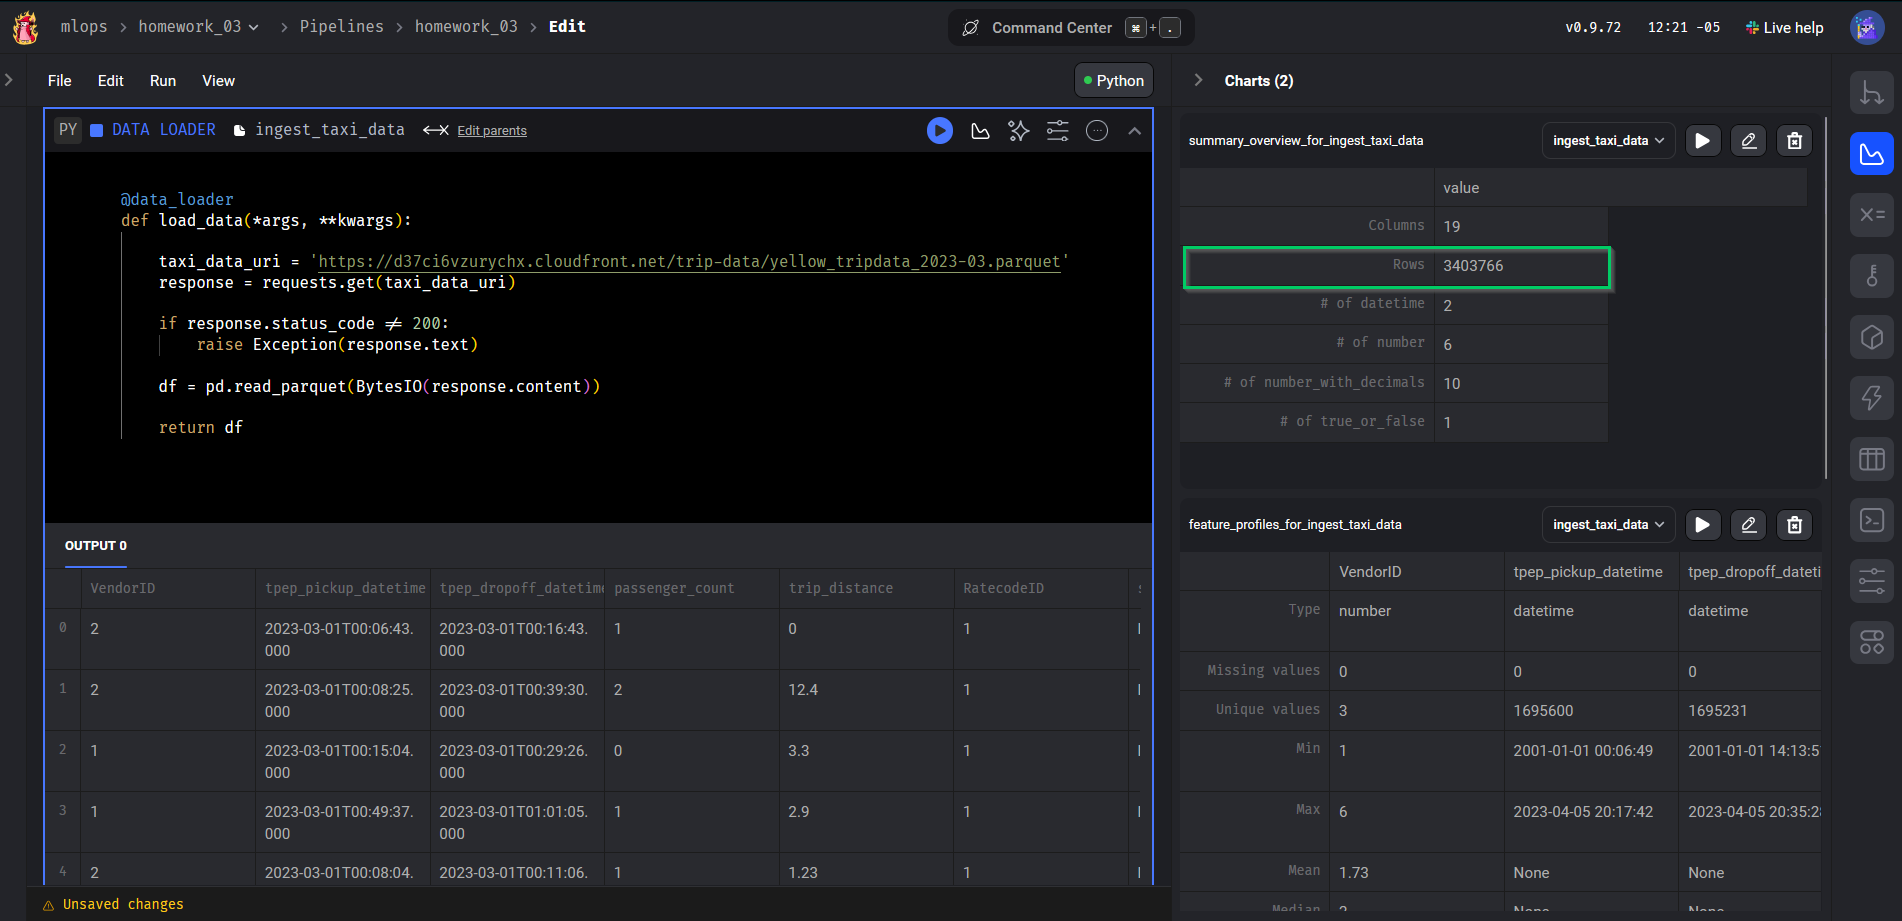 mlops > homework_03 > Pipelines > homework_03 > Edit
Command Center ⌘ + .
v0.9.72 12:21 -05 Live help
File Edit Run View
Python
PY DATA LOADER ingest_taxi_data Edit parents
@data_loader
def load_data(*args, **kwargs):
taxi_data_uri = 'https://d37ci6vzurychx.cloudfront.net/trip-data/yellow_tripdata_2023-03.parquet'
response = requests.get(taxi_data_uri)
if response.status_code ≠ 200:
raise Exception(response.text)
df = pd.read_parquet(BytesIO(response.content))
return df
OUTPUT 0
VendorID tpep_pickup_datetime tpep_dropoff_datetime passenger_count trip_distance RatecodeID
0 2 2023-03-01T00:06:43. 2023-03-01T00:16:43. 1 0 1
000 000
1 2 2023-03-01T00:08:25. 2023-03-01T00:39:30. 2 12.4 1
000 000
2 1 2023-03-01T00:15:04. 2023-03-01T00:29:26. 0 3.3 1
000 000
3 1 2023-03-01T00:49:37. 2023-03-01T01:01:05. 1 2.9 1
000 000
4 2 2023-03-01T00:08:04. 2023-03-01T00:11:06. 1 1.23 1
Unsaved changes
Charts (2)
summary_overview_for_ingest_taxi_data ingest_taxi_data
value
Columns 19
Rows 3403766
# of datetime 2
# of number 6
# of number_with_decimals 10
# of true_or_false 1
feature_profiles_for_ingest_taxi_data ingest_taxi_data
VendorID tpep_pickup_datetime tpep_dropoff_dateti
Type number datetime datetime
Missing values 0 0 0
Unique values 3 1695600 1695231
Min 1 2001-01-01 00:06:49 2001-01-01 14:13:5
Max 6 2023-04-05 20:17:42 2023-04-05 20:35:2
Mean 1.73 None None
Median 2 None None